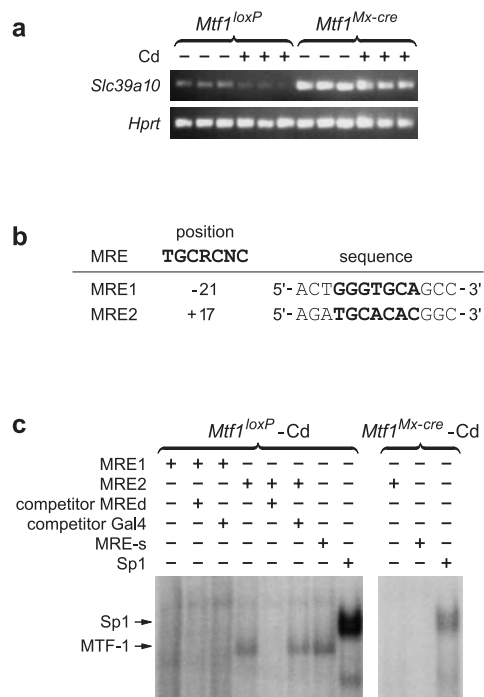 a
Mtf1loxP Mtf1Mx-cre
Cd – – – + + + – – – + + +
Slc39a10
Hprt
b
position
MRE TGCRCNC sequence
MRE1 -21 5'-ACTGGGTGCAGCC-3'
MRE2 +17 5'-AGATGCACACGGC-3'
c
Mtf1loxP-Cd Mtf1Mx-cre-Cd
MRE1 + + + – – – – – – – –
MRE2 – – – + + + – – + – –
competitor MREd – + – – + – – – – – –
competitor Gal4 – – + – – + – – – – –
MRE-s – – – – – – + – – + –
Sp1 – – – – – – – + – – +
Sp1
MTF-1